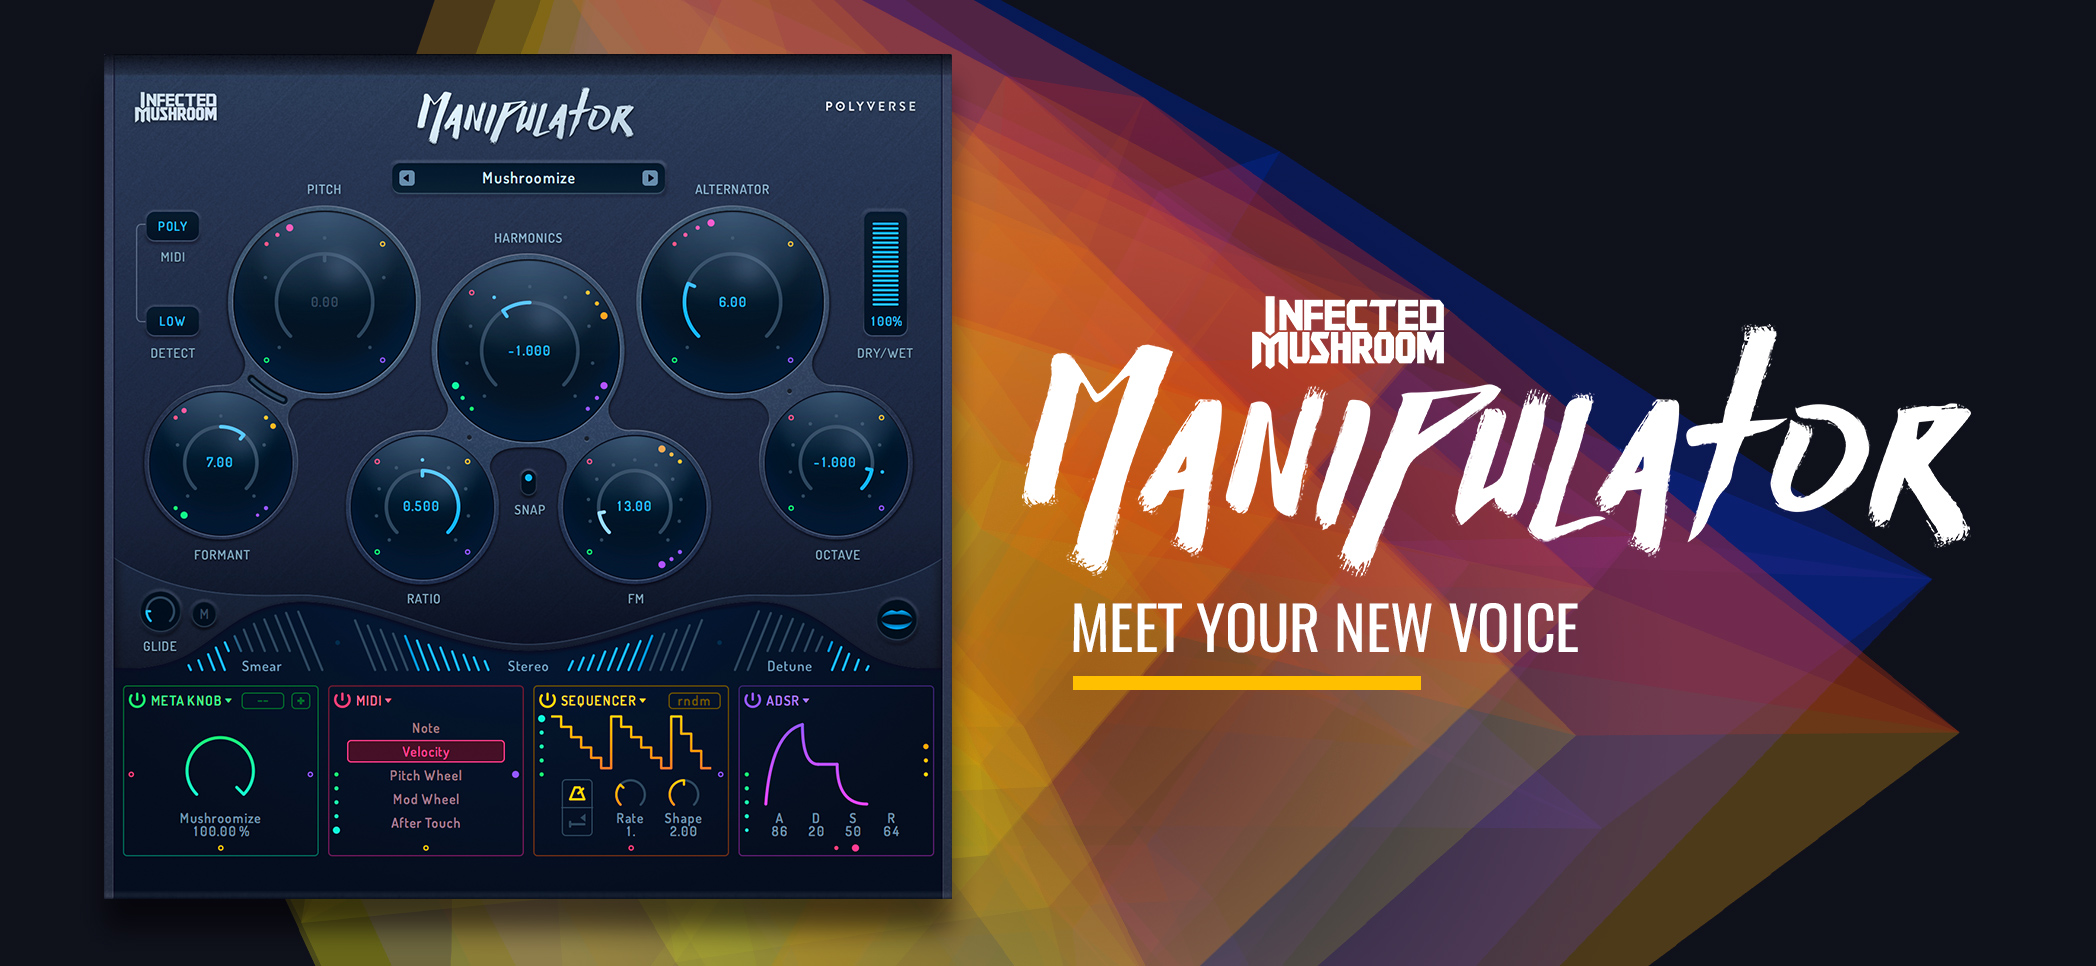 INFECTED
MUSHROOM
MANIPULATOR
POLYVERSE
Mushroomize
PITCH
ALTERNATOR
POLY
MIDI
HARMONICS
0.00
6.00
LOW
100%
DETECT
DRY/WET
-1.000
7.00
-1.000
0.500
SNAP
13.00
FORMANT
OCTAVE
RATIO
FM
M
GLIDE
Smear
Stereo
Detune
META KNOB
--
+
Mushroomize
100.00%
MIDI
Note
Velocity
Pitch Wheel
Mod Wheel
After Touch
SEQUENCER
rndm
Rate Shape
1. 2.00
ADSR
A D S R
86 20 50 64
INFECTED
MUSHROOM
MANIPULATOR
MEET YOUR NEW VOICE